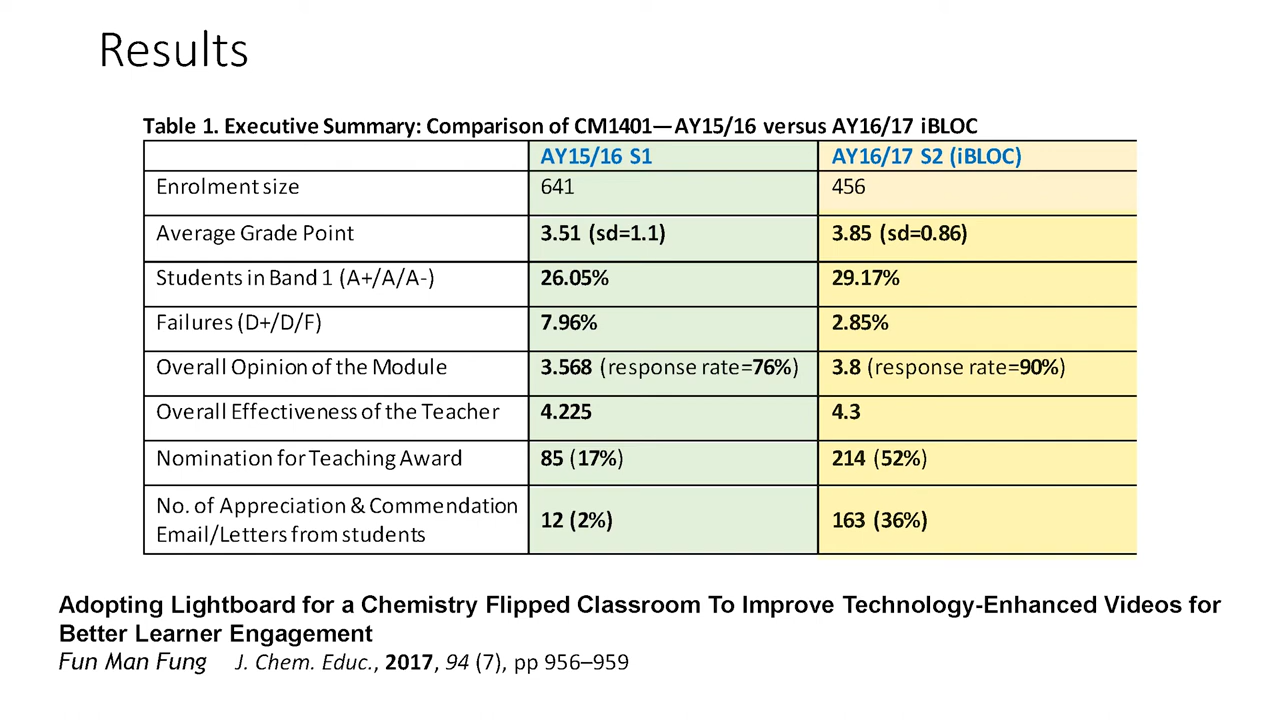 Results
Table 1. Executive Summary: Comparison of CM1401—AY15/16 versus AY16/17 iBLOC
AY15/16 S1 AY16/17 S2 (iBLOC)
Enrolment size 641 456
Average Grade Point 3.51 (sd=1.1) 3.85 (sd=0.86)
Students in Band 1 (A+/A/A-) 26.05% 29.17%
Failures (D+/D/F) 7.96% 2.85%
Overall Opinion of the Module 3.568 (response rate=76%) 3.8 (response rate=90%)
Overall Effectiveness of the Teacher 4.225 4.3
Nomination for Teaching Award 85 (17%) 214 (52%)
No. of Appreciation & Commendation
Email/Letters from students 12 (2%) 163 (36%)
Adopting Lightboard for a Chemistry Flipped Classroom To Improve Technology-Enhanced Videos for
Better Learner Engagement
Fun Man Fung J. Chem. Educ., 2017, 94 (7), pp 956–959